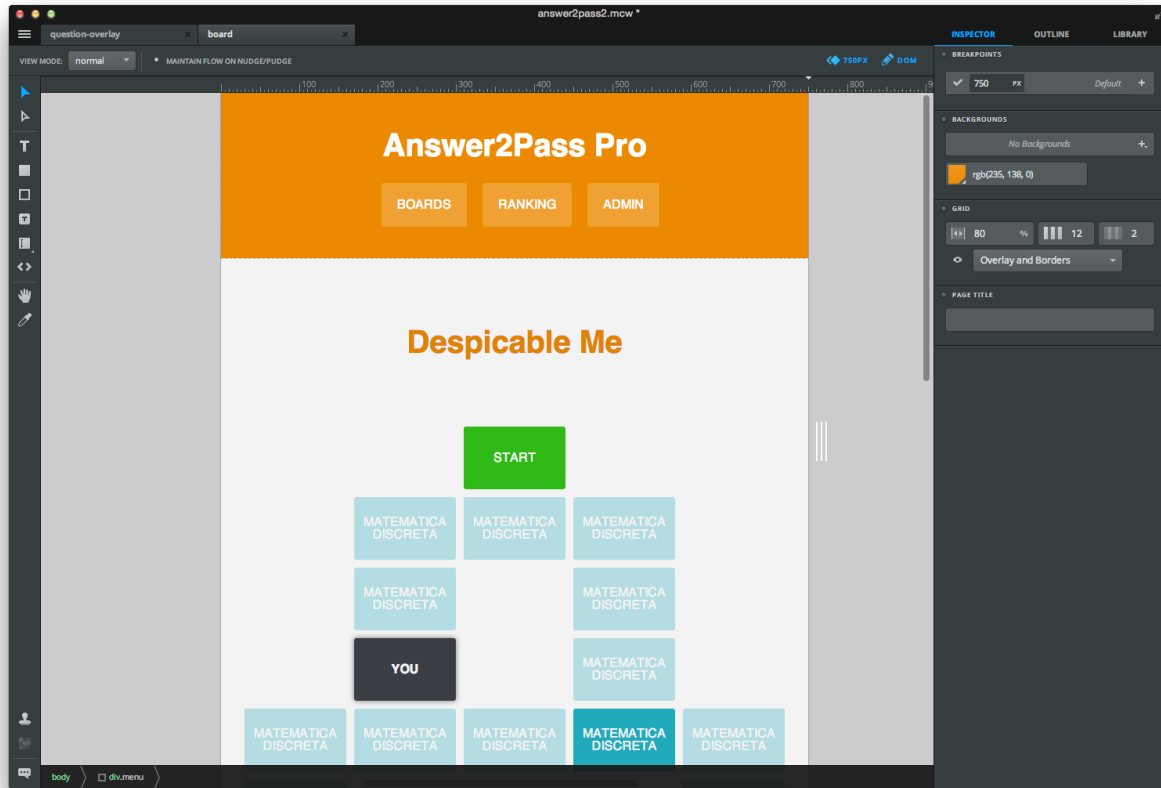 answer2pass2.mcw *
question-overlay × board ×
INSPECTOR OUTLINE LIBRARY
VIEW MODE: normal MAINTAIN FLOW ON NUDGE/PUDGE 750PX DOM
BREAKPOINTS
750 PX Default +
100 200 300 400 500 600 700 800 9
BACKGROUNDS
No Backgrounds +
rgb(235, 138, 0)
GRID
80 % 12 2
Overlay and Borders
PAGE TITLE
Answer2Pass Pro
BOARDS RANKING ADMIN
Despicable Me
START
MATEMATICA MATEMATICA MATEMATICA
DISCRETA DISCRETA DISCRETA
MATEMATICA MATEMATICA
DISCRETA DISCRETA
YOU MATEMATICA
DISCRETA
MATEMATICA MATEMATICA MATEMATICA MATEMATICA MATEMATICA
DISCRETA DISCRETA DISCRETA DISCRETA DISCRETA
body div.menu